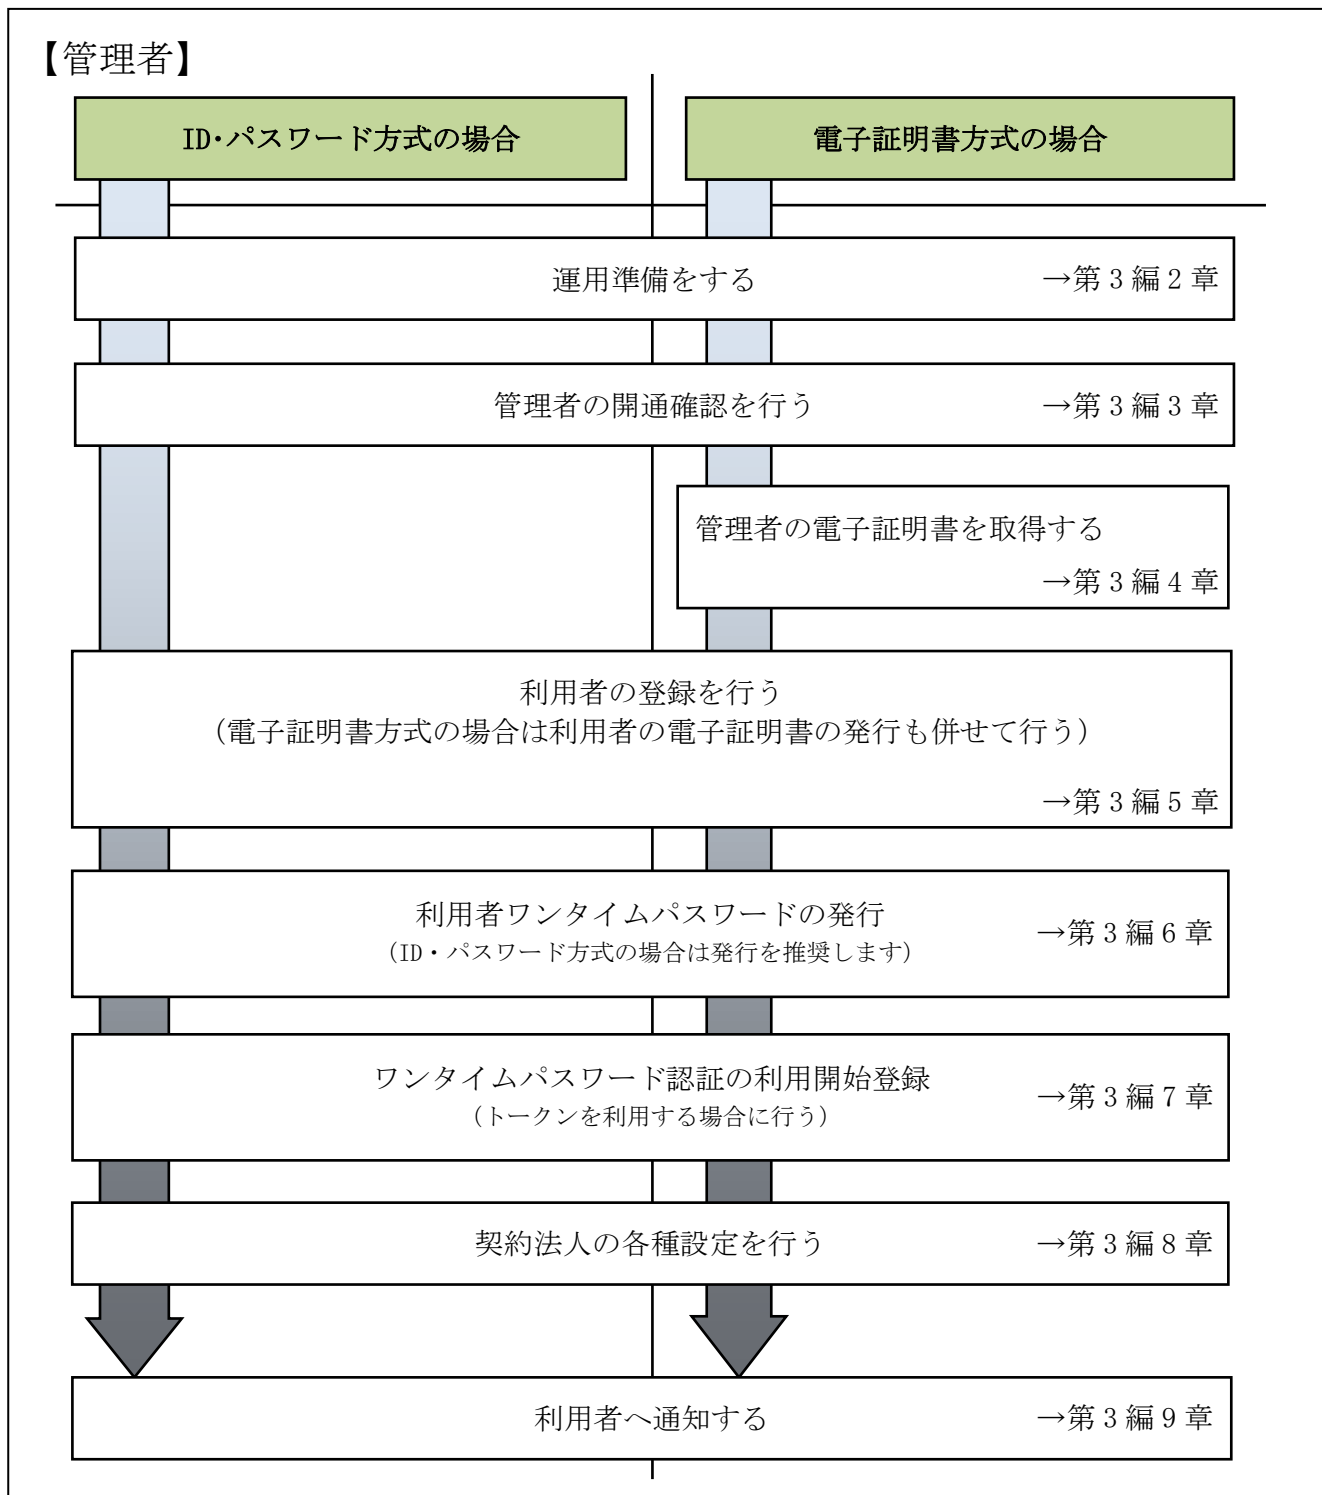 【管理者】
ID･パスワード方式の場合
電子証明書方式の場合
運用準備をする →第3編2章
管理者の開通確認を行う →第3編3章
管理者の電子証明書を取得する
→第3編4章
利用者の登録を行う
（電子証明書方式の場合は利用者の電子証明書の発行も併せて行う）
→第3編5章
利用者ワンタイムパスワードの発行
（ID・パスワード方式の場合は発行を推奨します）
→第3編6章
ワンタイムパスワード認証の利用開始登録
（トークンを利用する場合に行う）
→第3編7章
契約法人の各種設定を行う →第3編8章
利用者へ通知する →第3編9章